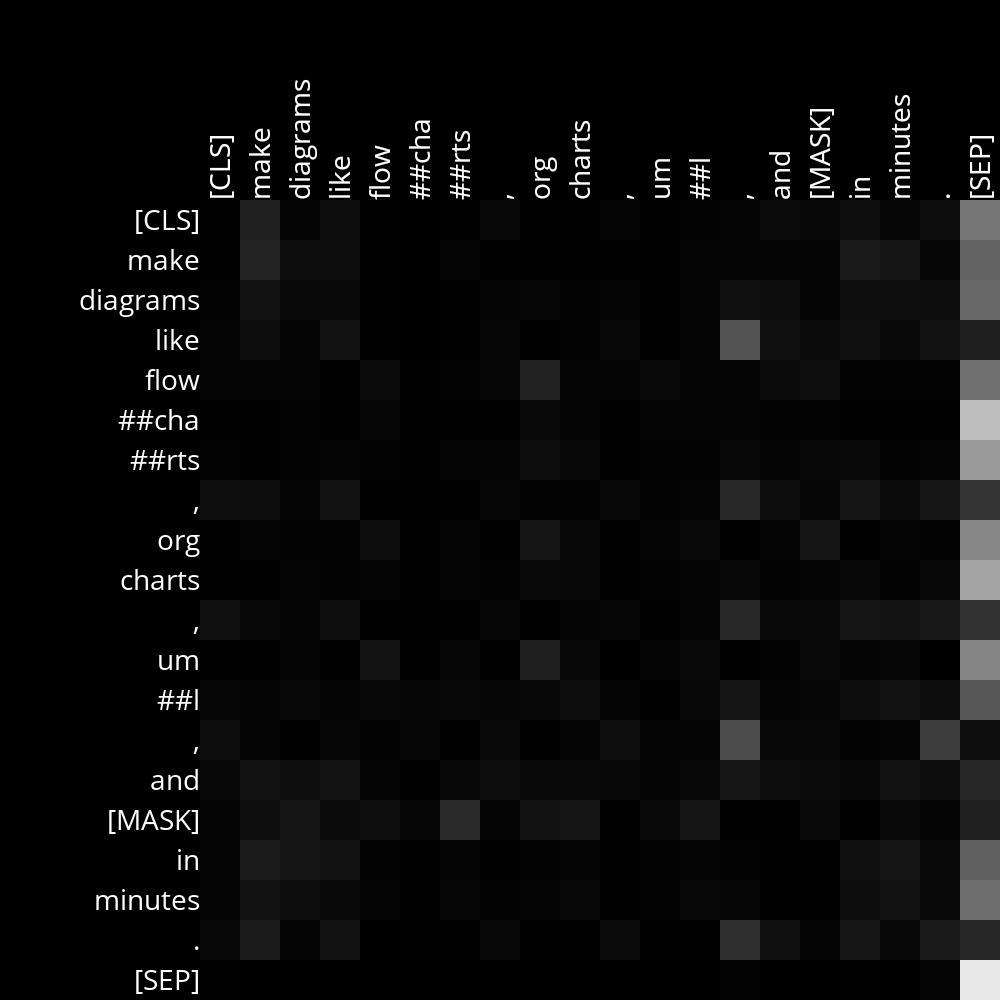 [CLS] make diagrams like flow ##cha ##rts , org charts , um ##l , and [MASK] in minutes . [SEP]
[CLS]
make
diagrams
like
flow
##cha
##rts
,
org
charts
,
um
##l
,
and
[MASK]
in
minutes
.
[SEP]